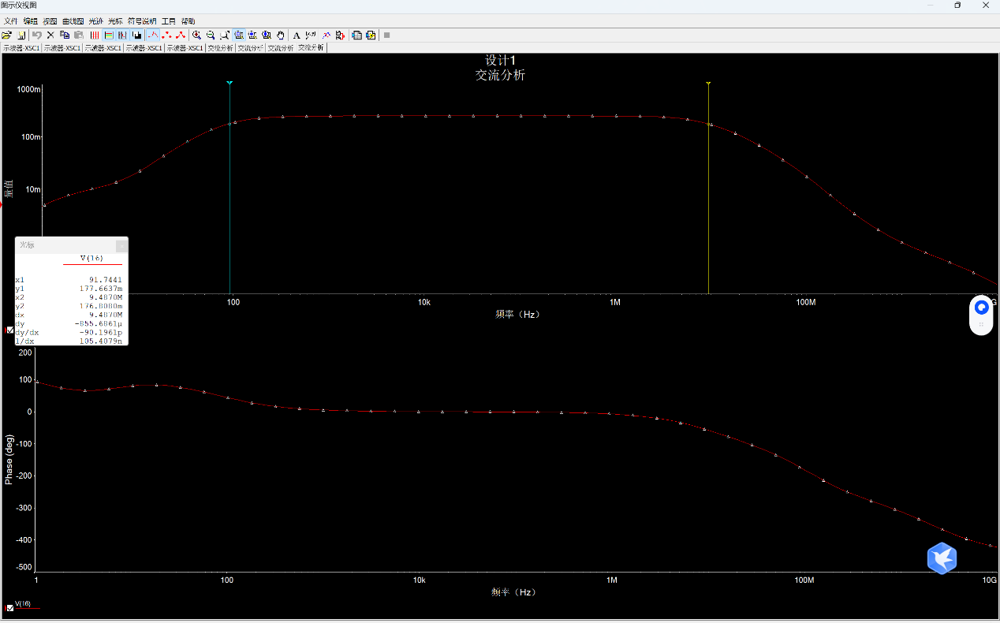 图示仪视图
文件 编辑 视图 曲线图 光迹 光标 符号说明 工具 帮助
示波器-XSC1 示波器-XSC1 示波器-XSC1 示波器-XSC1 示波器-XSC1 交流分析 交流分析 交流分析 交流分析
设计1
交流分析
1000m
100m
10m
量值
光标
V(16)
x1 91.7441
y1 177.6637m
x2 9.4870M
y2 176.8080m
dx 9.4870M
dy -855.6861µ
dy/dx -90.1961p
1/dx 105.4079n
100 10k 1M 100M G
频率（Hz）
200
100
0
-100
-200
-300
-400
-500
Phase (deg)
1 100 10k 1M 100M 10G
频率（Hz）
V(16)